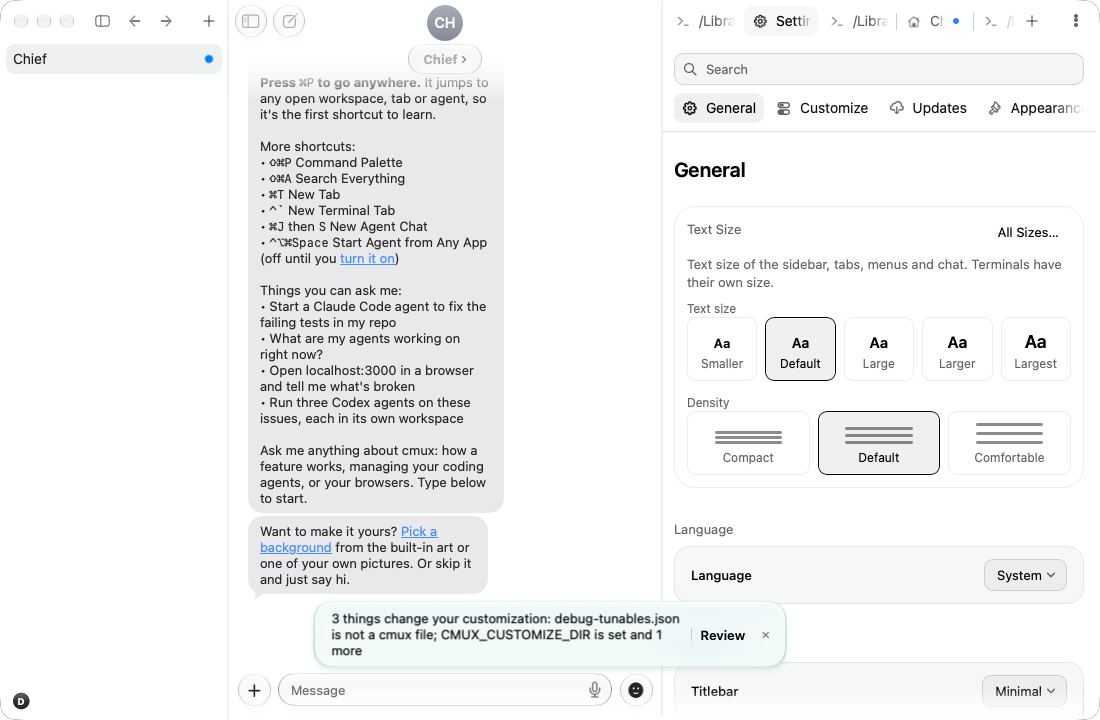 Chief
D
CH
Chief ›
Press ⌘P to go anywhere. It jumps to
any open workspace, tab or agent, so
it's the first shortcut to learn.
More shortcuts:
• ⇧⌘P Command Palette
• ⇧⌘A Search Everything
• ⌘T New Tab
• ^` New Terminal Tab
• ⌘J then S New Agent Chat
• ^⌥⌘Space Start Agent from Any App
(off until you turn it on)
Things you can ask me:
• Start a Claude Code agent to fix the
failing tests in my repo
• What are my agents working on
right now?
• Open localhost:3000 in a browser
and tell me what's broken
• Run three Codex agents on these
issues, each in its own workspace
Ask me anything about cmux: how a
feature works, managing your coding
agents, or your browsers. Type below
to start.
Want to make it yours? Pick a
background from the built-in art or
one of your own pictures. Or skip it
and just say hi.
3 things change your customization: debug-tunables.json
is not a cmux file; CMUX_CUSTOMIZE_DIR is set and 1
more
Review ×
Message
/Libra Settin /Libra Ch /L
Search
General Customize Updates Appearanc
General
Text Size All Sizes...
Text size of the sidebar, tabs, menus and chat. Terminals have
their own size.
Text size
Aa Aa Aa Aa Aa
Smaller Default Large Larger Largest
Density
Compact Default Comfortable
Language
Language System
Titlebar Minimal